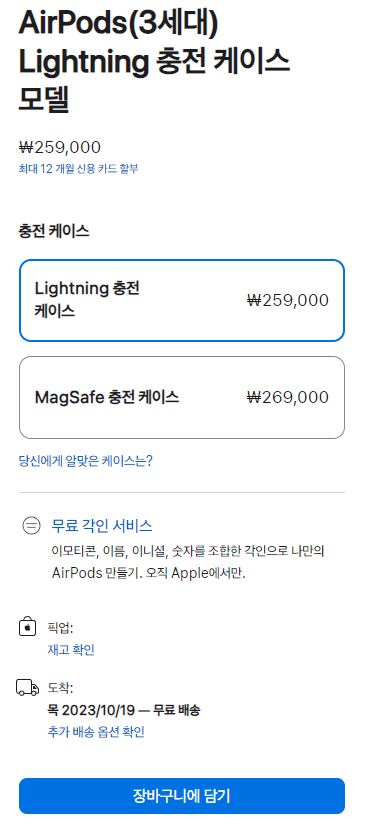 AirPods(3세대)
Lightning 충전 케이스
모델
₩259,000
최대 12 개월 신용 카드 할부
충전 케이스
Lightning 충전
케이스
₩259,000
MagSafe 충전 케이스
₩269,000
당신에게 알맞은 케이스는?
무료 각인 서비스
이모티콘, 이름, 이니셜, 숫자를 조합한 각인으로 나만의
AirPods 만들기. 오직 Apple에서만.
픽업:
재고 확인
도착:
목 2023/10/19 — 무료 배송
추가 배송 옵션 확인
장바구니에 담기